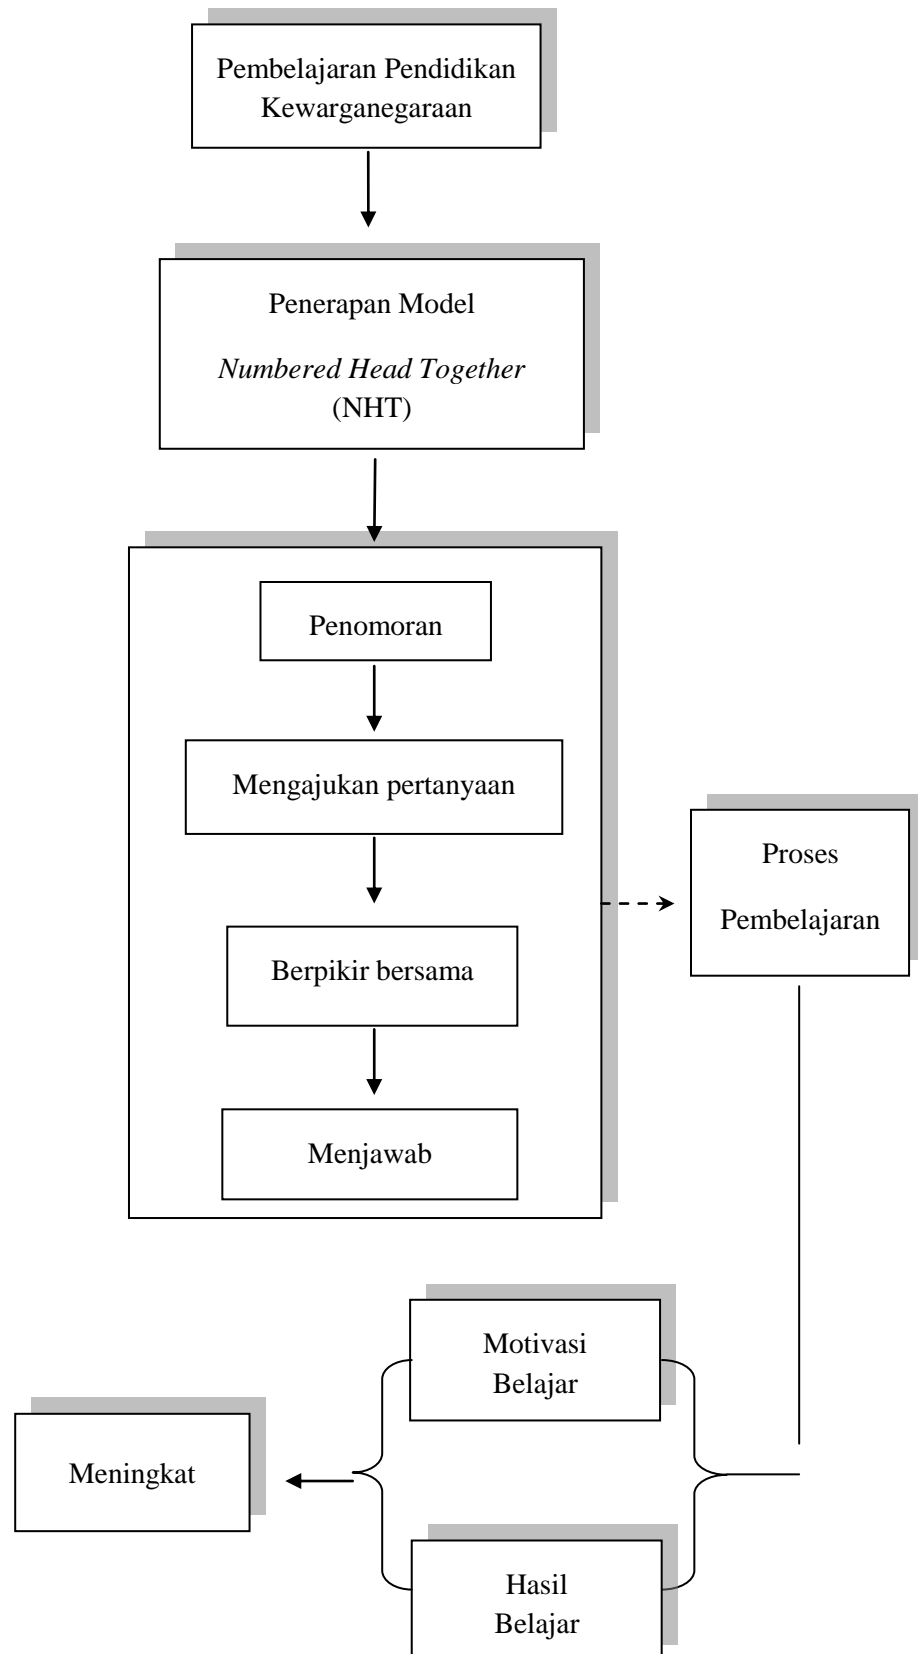 Pembelajaran Pendidikan
Kewarganegaraan
Penerapan Model
Numbered Head Together
(NHT)
Penomoran
Mengajukan pertanyaan
Berpikir bersama
Menjawab
Proses
Pembelajaran
Motivasi
Belajar
Meningkat
Hasil
Belajar